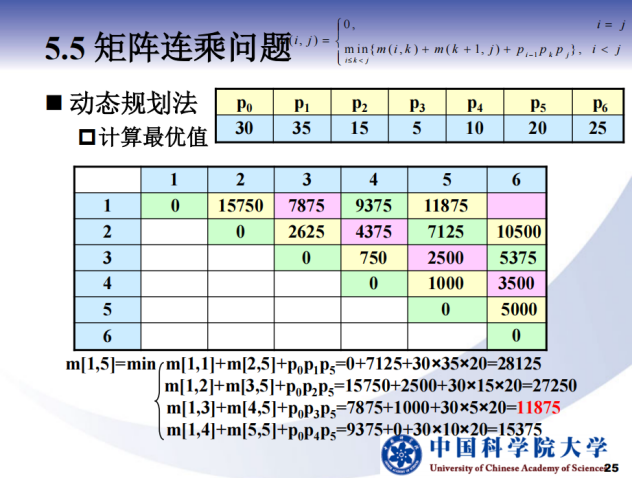 5.5 矩阵连乘问题
(i, j) = { 0, i = j
min{m(i,k) + m(k+1,j) + p_{i-1}p_k p_j}, i < j
i≤k<j
■ 动态规划法
计算最优值
P₀ P₁ P₂ P₃ P₄ P₅ P₆
30 35 15 5 10 20 25
1 2 3 4 5 6
1 0 15750 7875 9375 11875
2 0 2625 4375 7125 10500
3 0 750 2500 5375
4 0 1000 3500
5 0 5000
6 0
m[1,5]=min{ m[1,1]+m[2,5]+p₀p₁p₅=0+7125+30×35×20=28125
m[1,2]+m[3,5]+p₀p₂p₅=15750+2500+30×15×20=27250
m[1,3]+m[4,5]+p₀p₃p₅=7875+1000+30×5×20=11875
m[1,4]+m[5,5]+p₀p₄p₅=9375+0+30×10×20=15375
中国科学院大学
University of Chinese Academy of Science
25